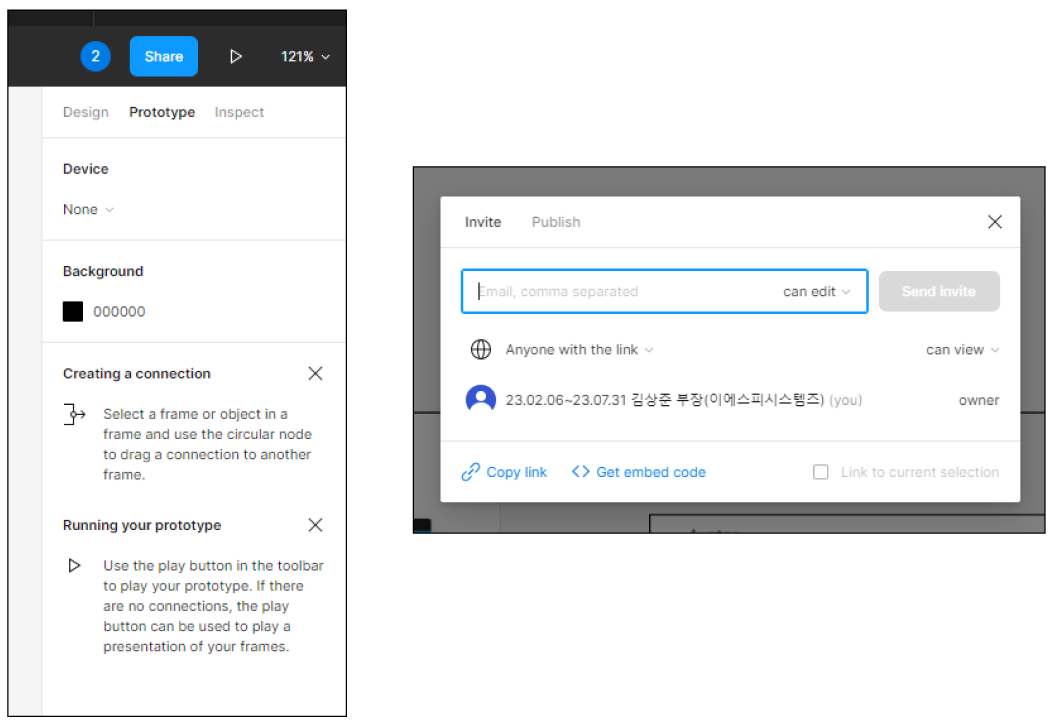 2 Share 121%
Design Prototype Inspect
Device
None
Background
000000
Creating a connection
Select a frame or object in a
frame and use the circular node
to drag a connection to another
frame.
Running your prototype
Use the play button in the toolbar
to play your prototype. If there
are no connections, the play
button can be used to play a
presentation of your frames.
Invite Publish
Email, comma separated can edit Send invite
Anyone with the link can view
23.02.06~23.07.31 김상준 부장(이에스피시스템즈) (you) owner
Copy link Get embed code Link to current selection